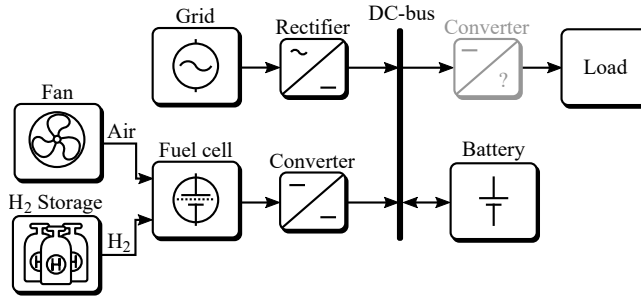 Grid
Rectifier
DC-bus
Converter
?
Load
Fan
Air
Fuel cell
Converter
Battery
H2 Storage
H2
H H
H